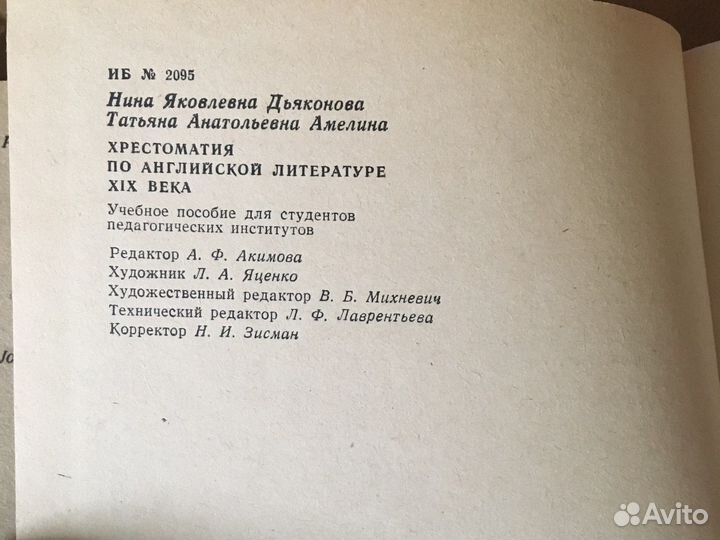 ИБ № 2095
Нина Яковлевна Дьяконова
Татьяна Анатольевна Амелина
ХРЕСТОМАТИЯ
ПО АНГЛИЙСКОЙ ЛИТЕРАТУРЕ
XIX ВЕКА
Учебное пособие для студентов
педагогических институтов
Редактор А. Ф. Акимова
Художник Л. А. Яценко
Художественный редактор В. Б. Михневич
Технический редактор Л. Ф. Лаврентьева
Корректор Н. И. Зисман
Avito